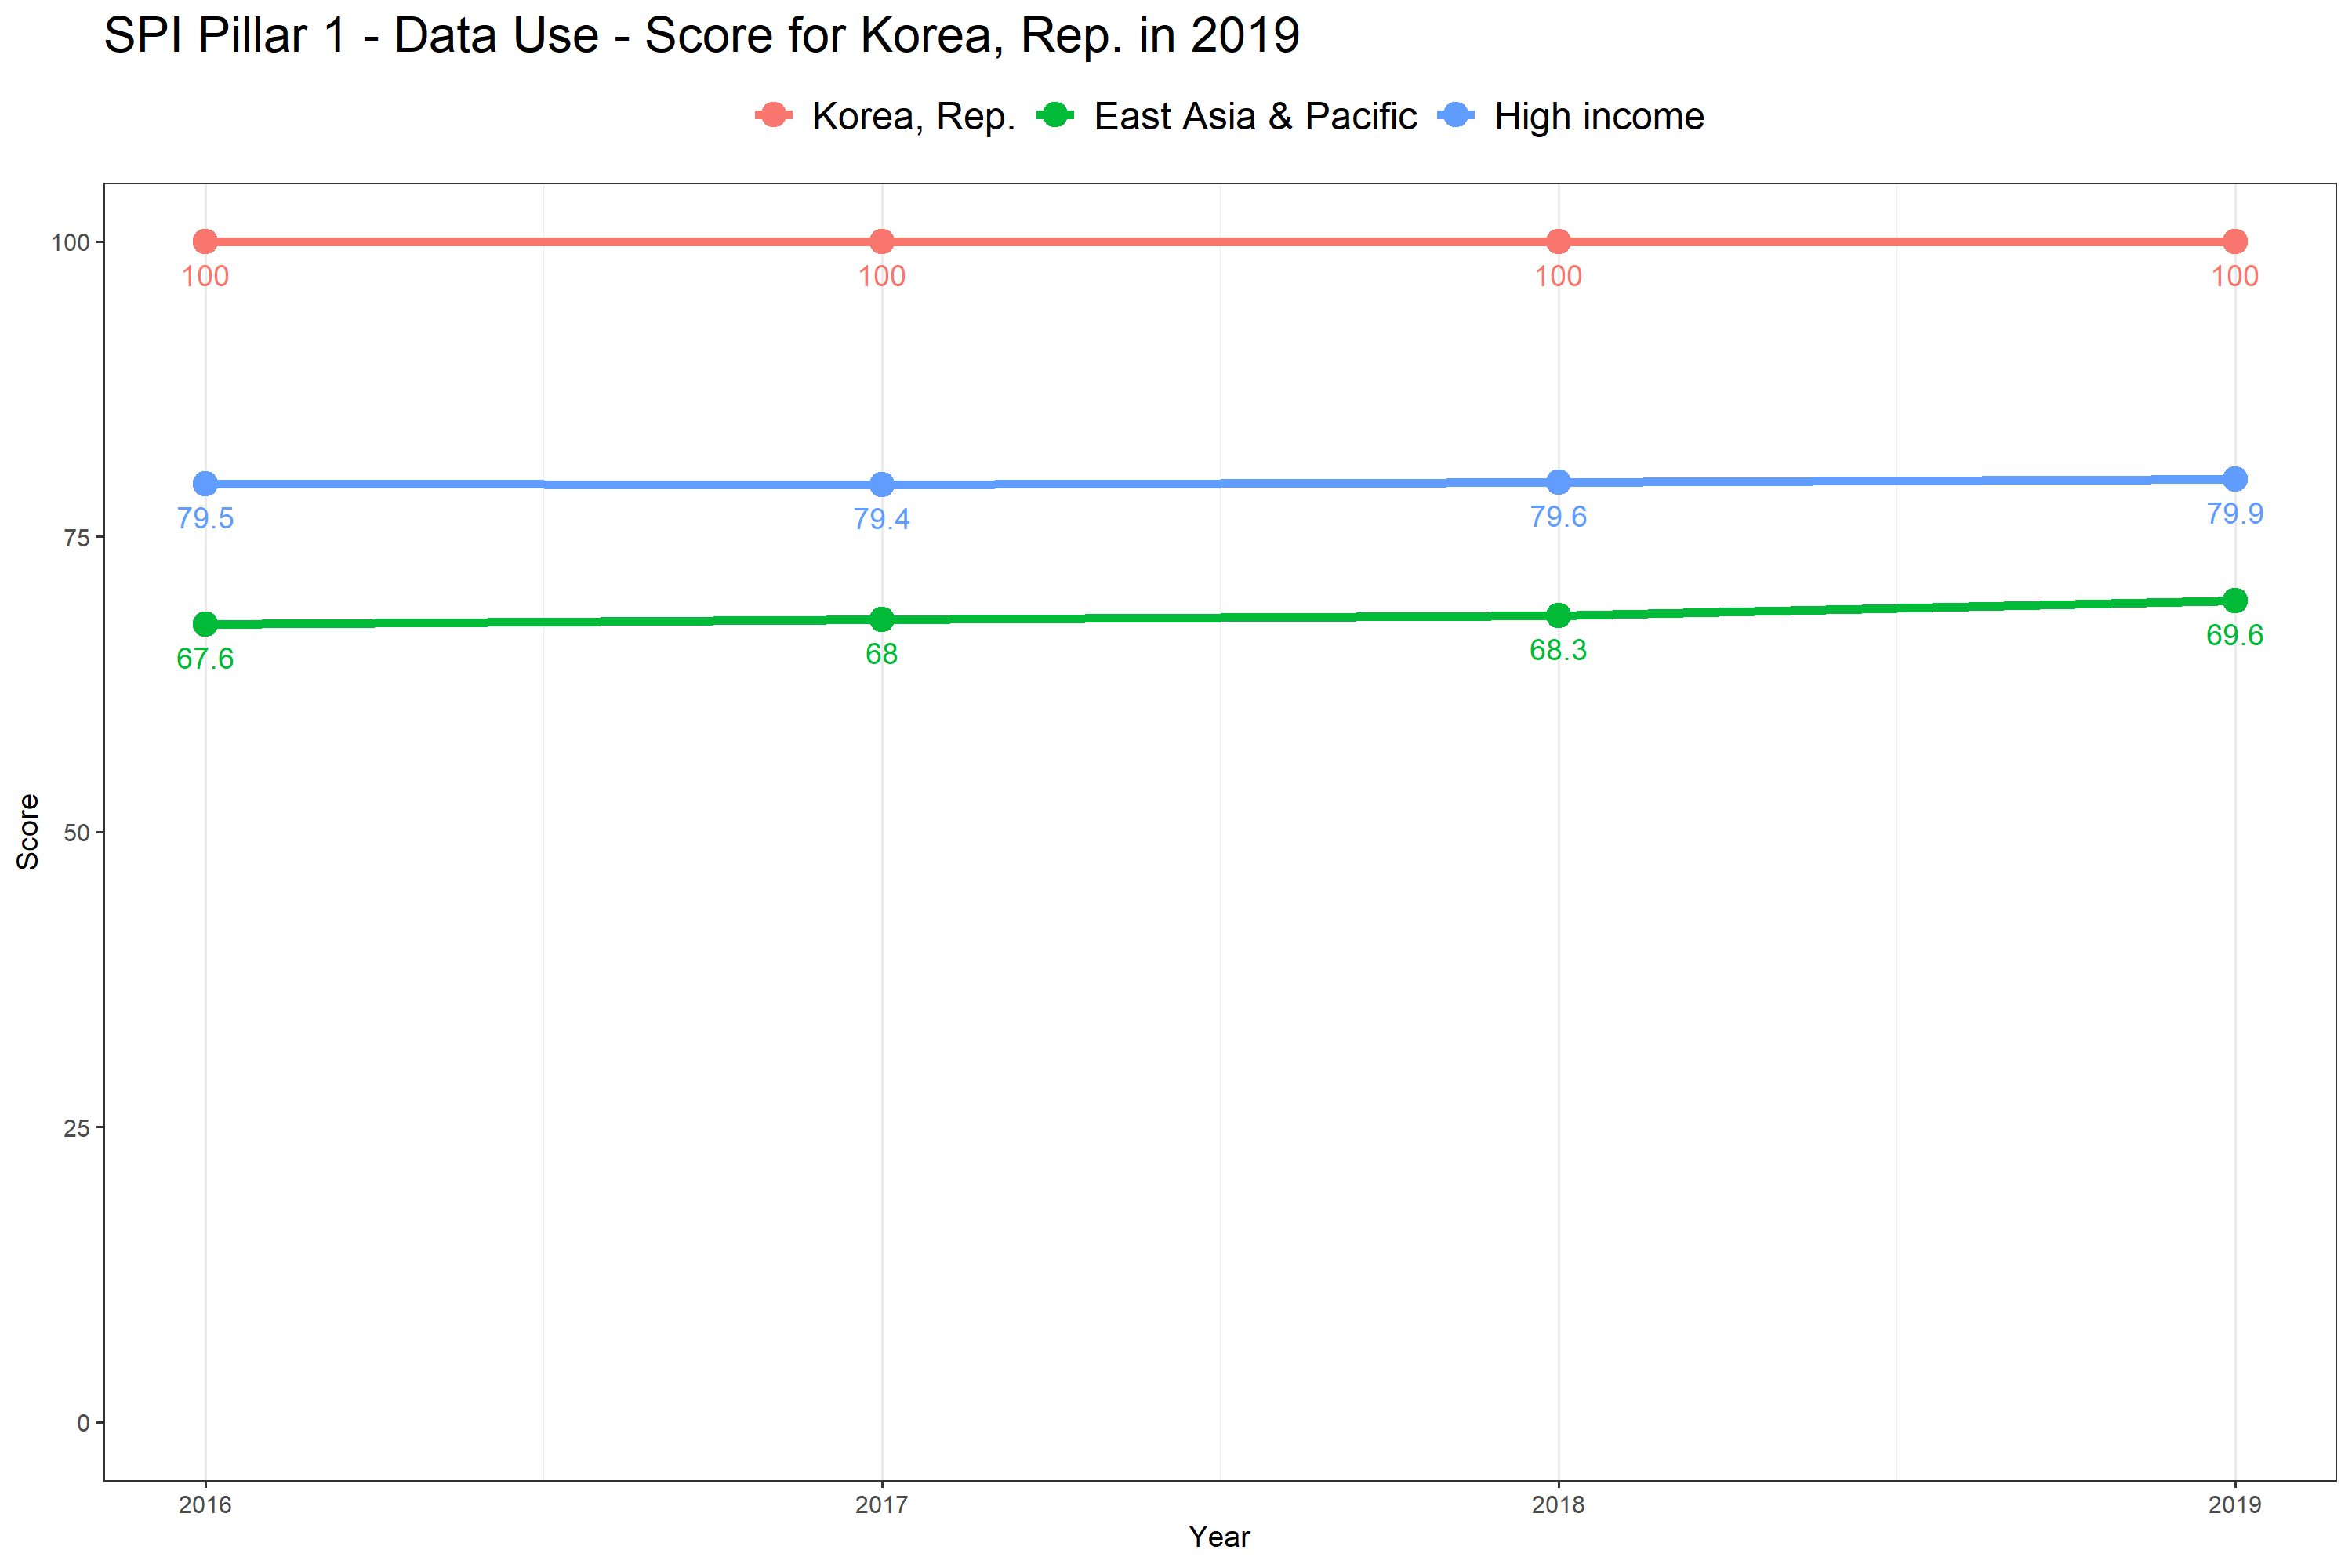 SPI Pillar 1 - Data Use - Score for Korea, Rep. in 2019
Korea, Rep. East Asia & Pacific High income
100
100 100 100 100
79.5 79.4 79.6 79.9
75
67.6 68 68.3 69.6
50
Score
25
0
2016 2017 2018 2019
Year